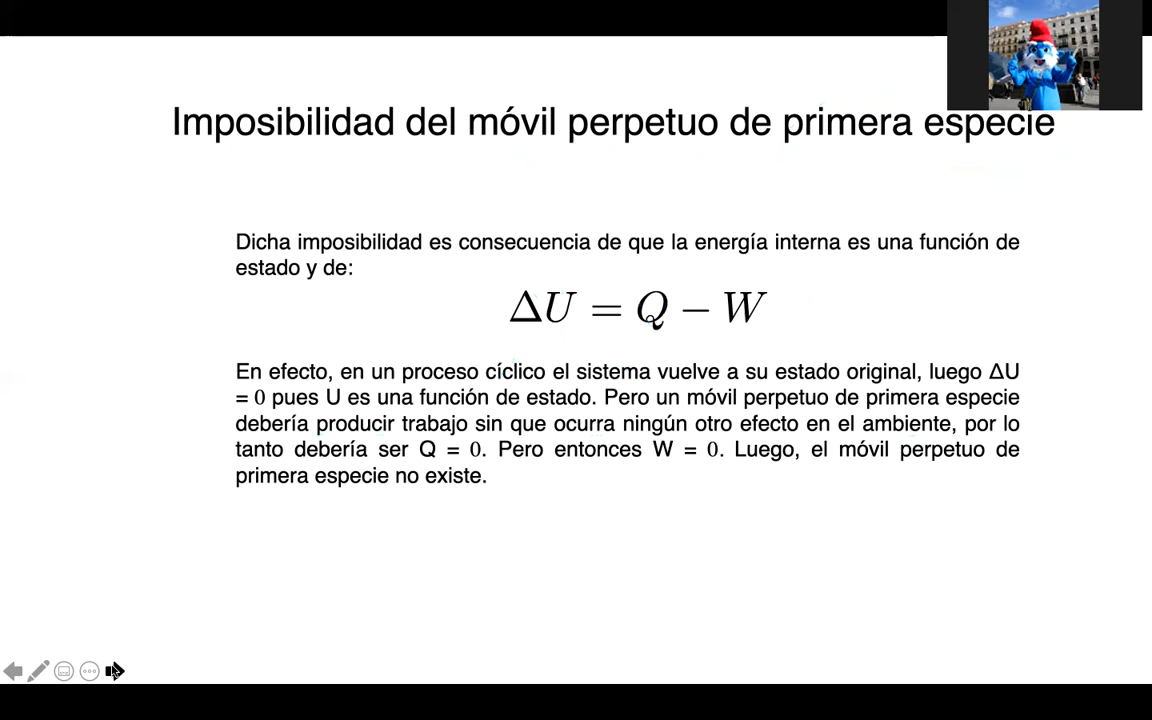 Imposibilidad del móvil perpetuo de primera especie
Dicha imposibilidad es consecuencia de que la energía interna es una función de
estado y de:
ΔU = Q − W
En efecto, en un proceso cíclico el sistema vuelve a su estado original, luego ΔU
= 0 pues U es una función de estado. Pero un móvil perpetuo de primera especie
debería producir trabajo sin que ocurra ningún otro efecto en el ambiente, por lo
tanto debería ser Q = 0. Pero entonces W = 0. Luego, el móvil perpetuo de
primera especie no existe.